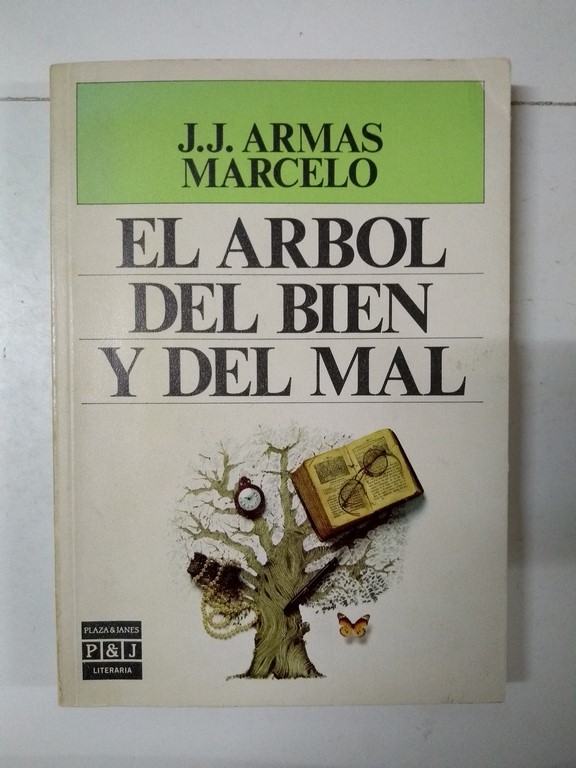 J.J. ARMAS
MARCELO
EL ARBOL
DEL BIEN
Y DEL MAL
PLAZA & JANES
P & J
LITERARIA